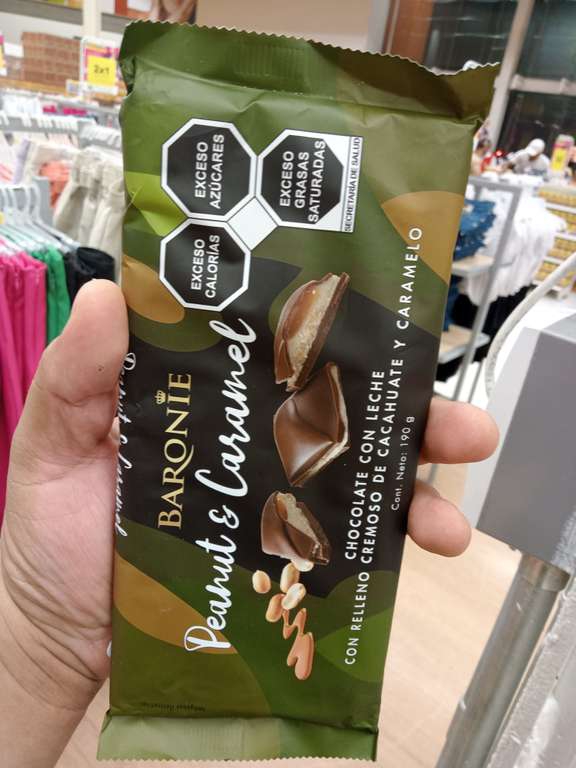 EXCESO
AZÚCARES
EXCESO
GRASAS
SATURADAS
SECRETARÍA DE SALUD
EXCESO
CALORÍAS
BARONIE
Peanut & Caramel
CHOCOLATE CON LECHE
CON RELLENO CREMOSO DE CACAHUATE Y CARAMELO
Cont. Neto: 190 g
2x1